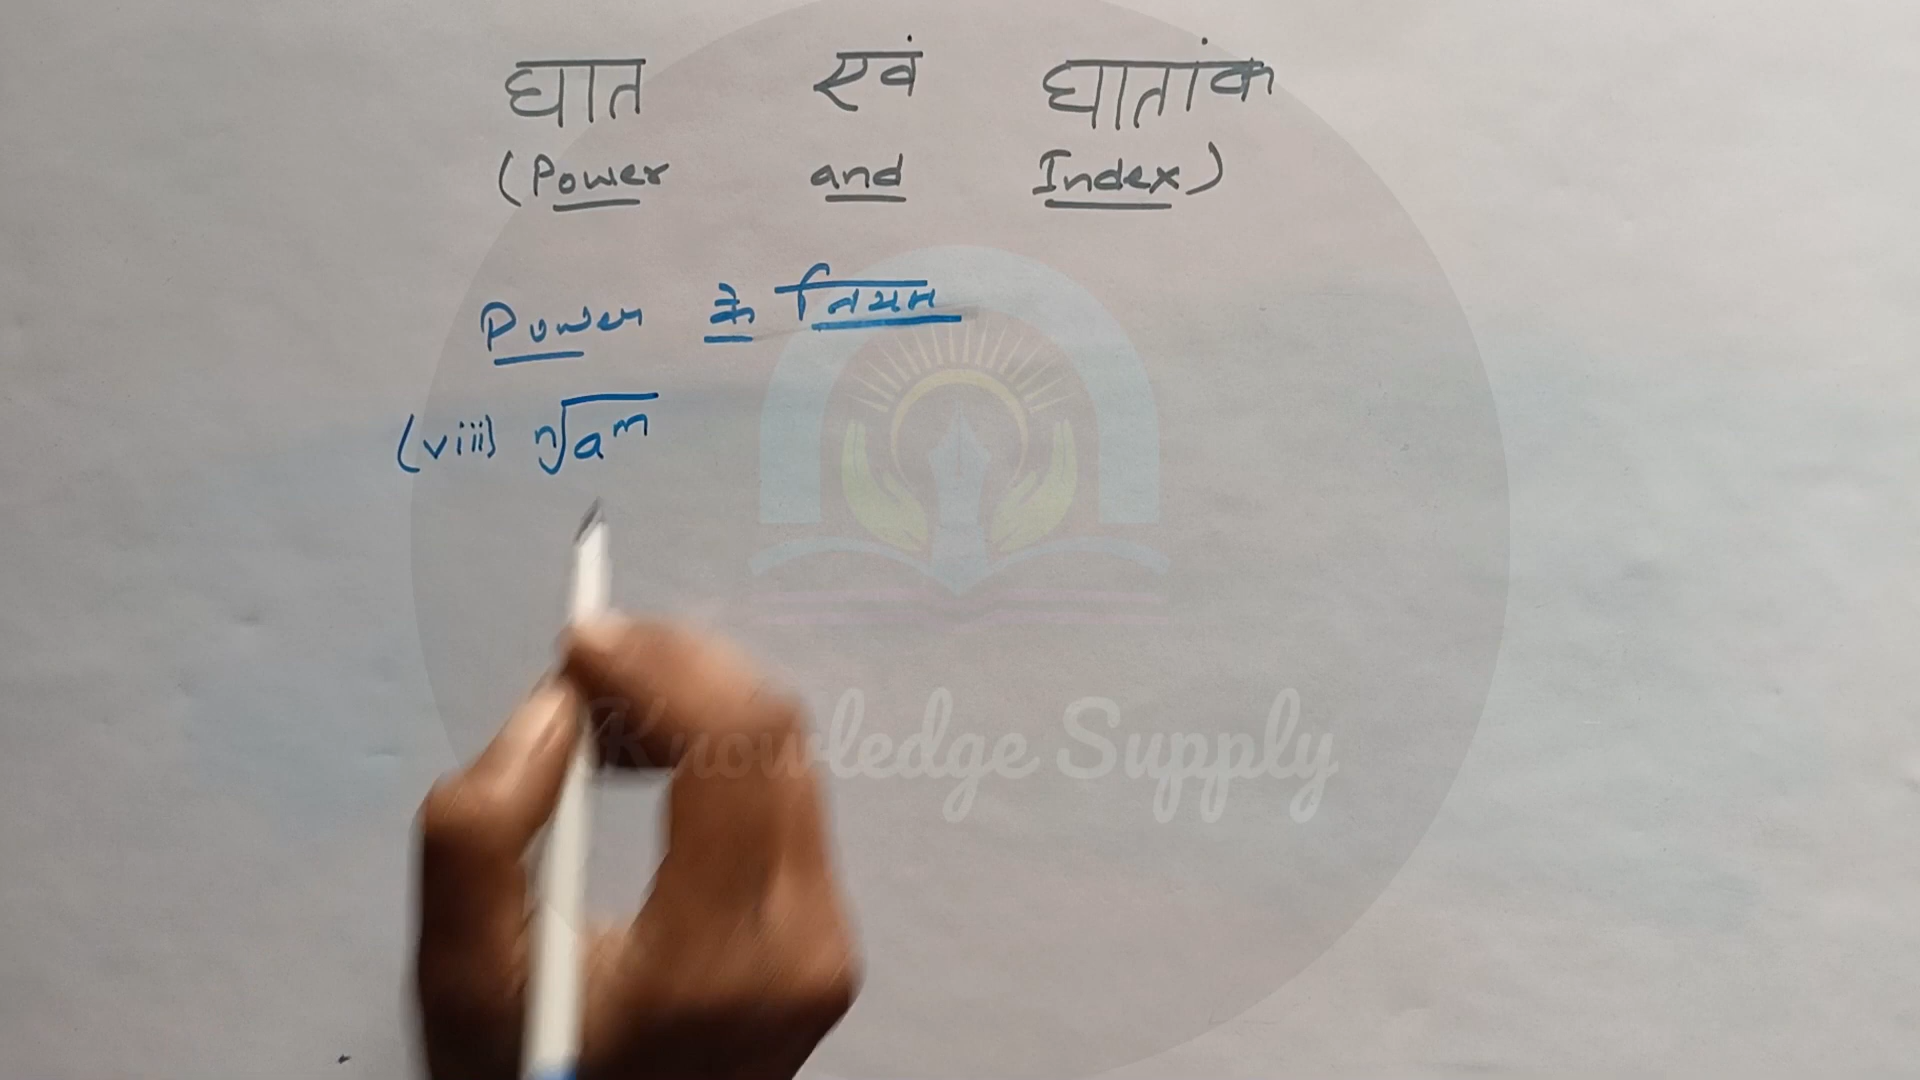 घात एवं घातांक
(Power and Index)
Power के नियम
(viii) ⁿ√aᵐ
Knowledge Supply